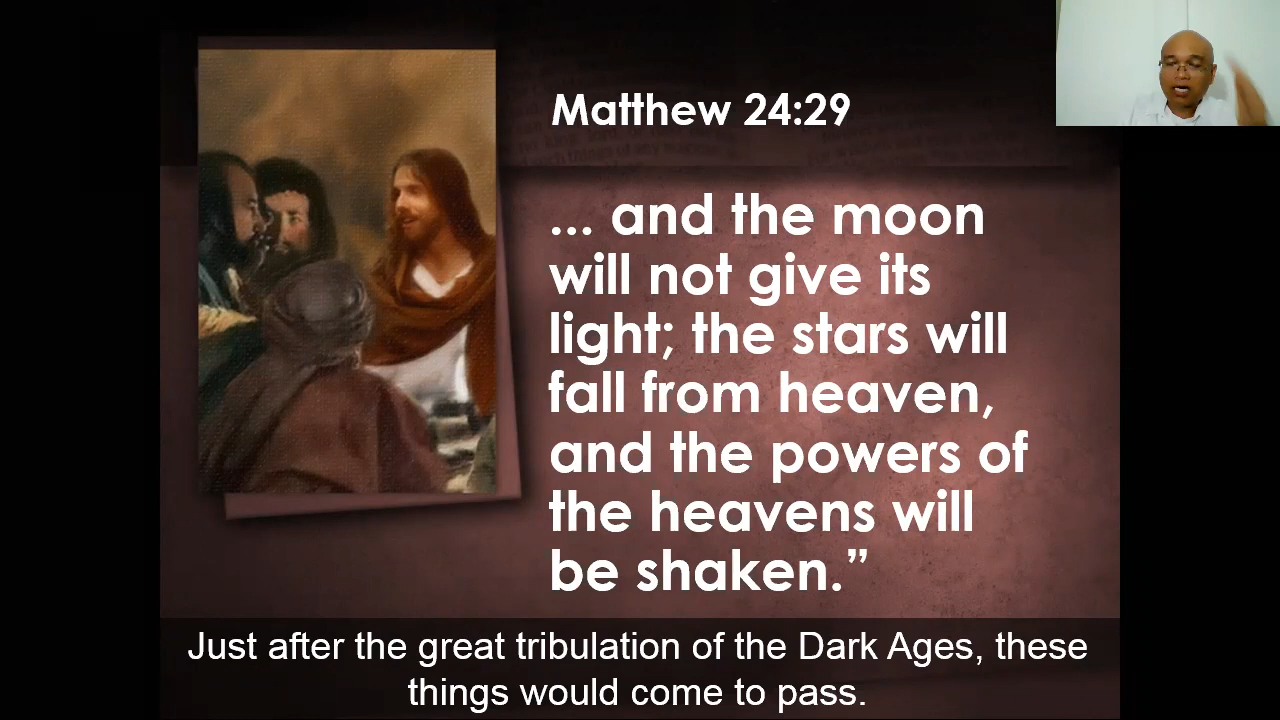 Matthew 24:29
... and the moon
will not give its
light; the stars will
fall from heaven,
and the powers of
the heavens will
be shaken.”
Just after the great tribulation of the Dark Ages, these
things would come to pass.